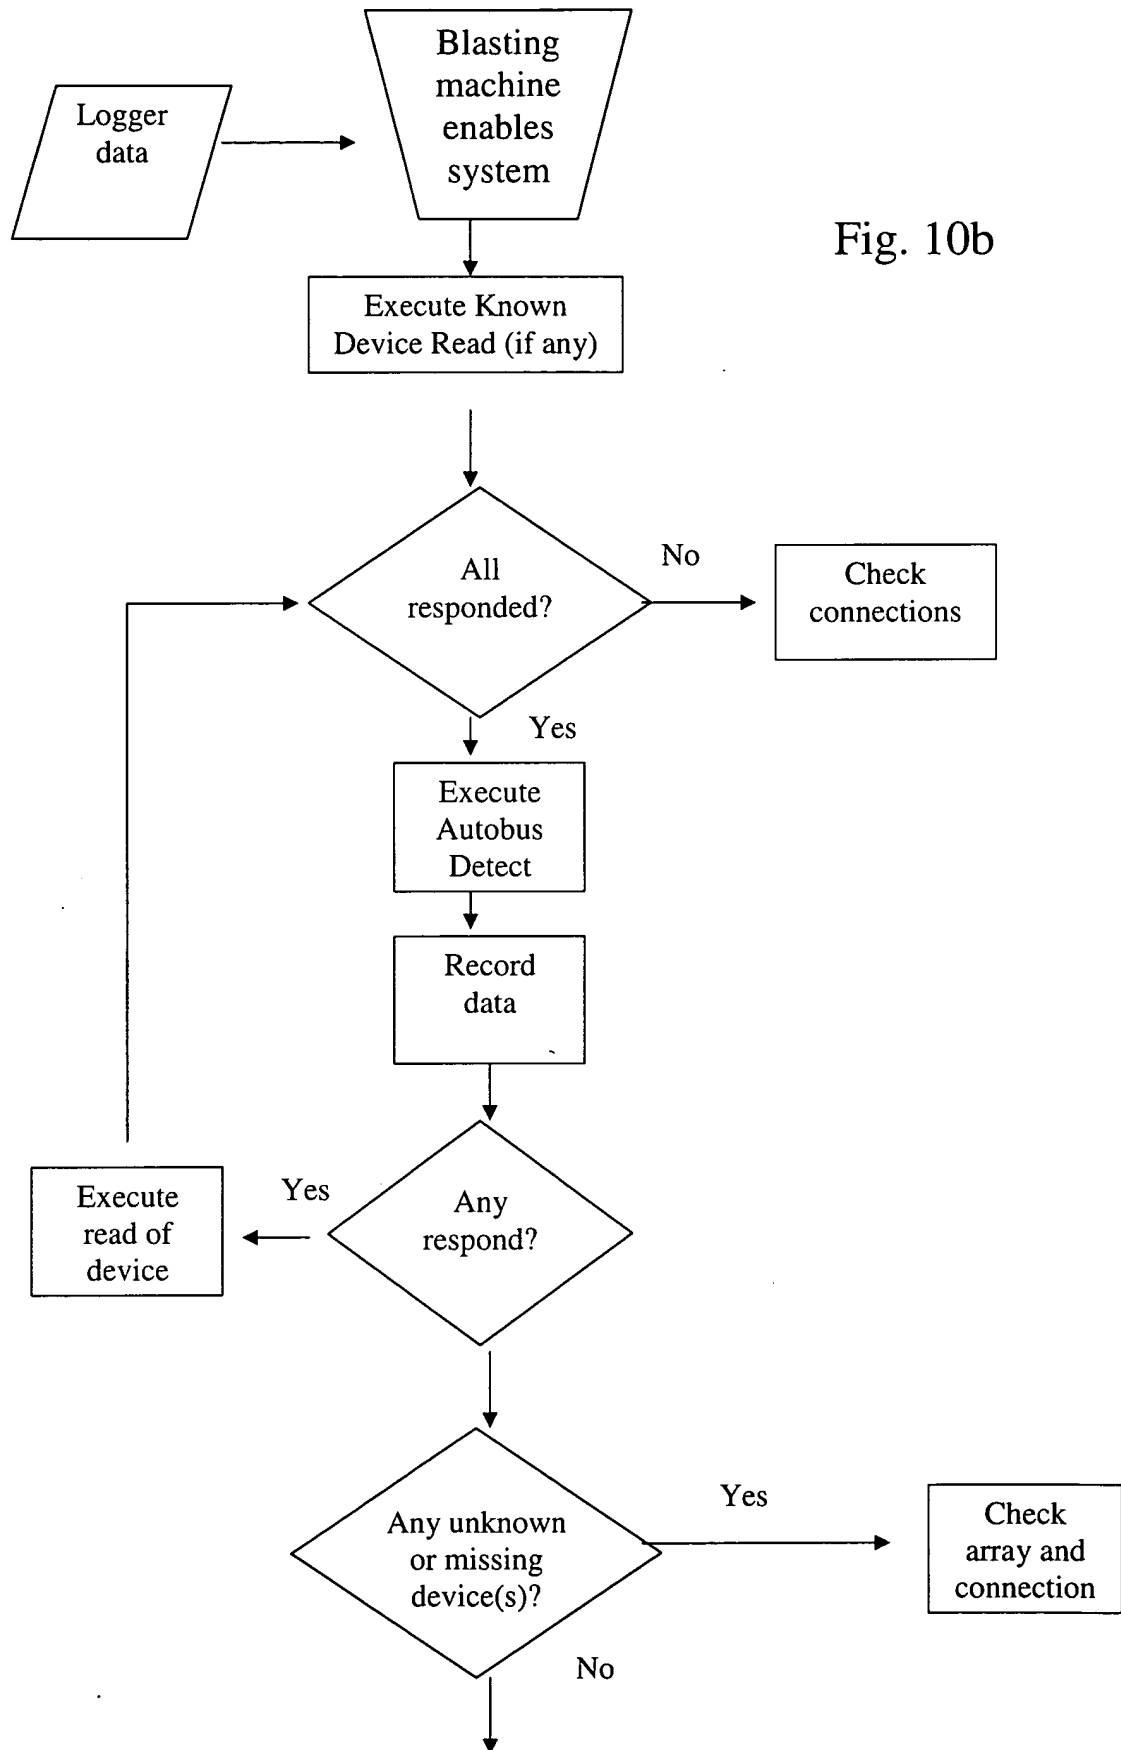 Blasting
machine
enables
system
Logger
data
Fig. 10b
Execute Known
Device Read (if any)
All
responded?
No
Check
connections
Yes
Execute
Autobus
Detect
Record
data
Any
respond?
Yes
Execute
read of
device
Any unknown
or missing
device(s)?
Yes
Check
array and
connection
No